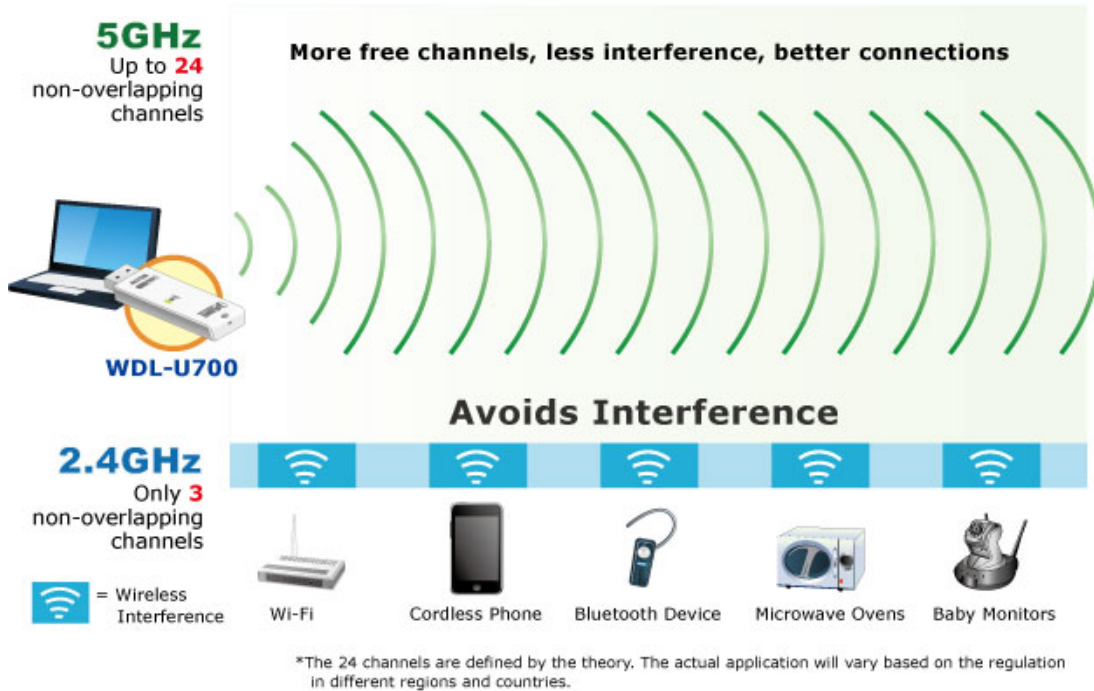 5GHz
Up to 24
non-overlapping
channels
More free channels, less interference, better connections
WDL-U700
Avoids Interference
2.4GHz
Only 3
non-overlapping
channels
= Wireless
Interference
Wi-Fi
Cordless Phone
Bluetooth Device
Microwave Ovens
Baby Monitors
*The 24 channels are defined by the theory. The actual application will vary based on the regulation
in different regions and countries.